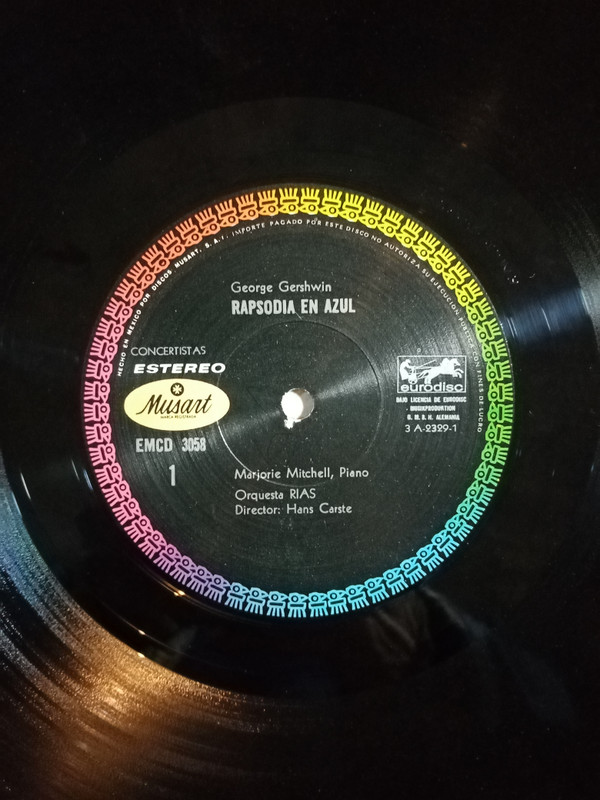 HECHO EN MEXICO POR DISCOS MUSART, S.A.I. IMPORTE PAGADO POR ESTE DISCO NO AUTORIZA SU EJECUCION PUBLICA CON FINES DE LUCRO
George Gershwin
RAPSODIA EN AZUL
CONCERTISTAS
ESTEREO
Musart
MARCA REGISTRADA
EMCD 3058
1
eurodisc
BAJO LICENCIA DE EURODISC
MUSIKPRODUKTION
G. M. B. H. ALEMANIA
3 A-2329-1
Marjorie Mitchell, Piano
Orquesta RIAS
Director: Hans Carste